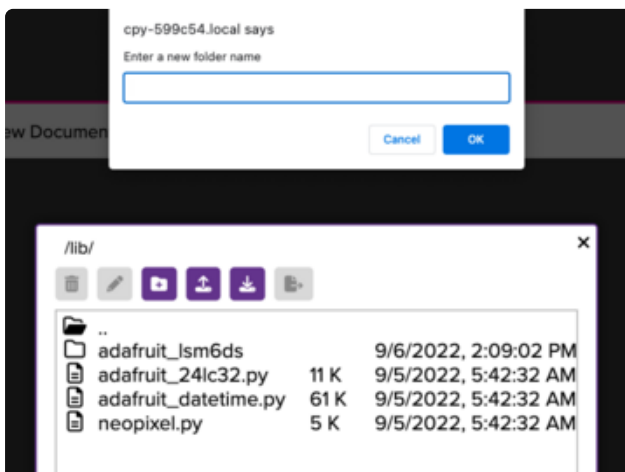 cpy-599c54.local says
Enter a new folder name
ew Documen
Cancel OK
/lib/
..
adafruit_lsm6ds 9/6/2022, 2:09:02 PM
adafruit_24lc32.py 11 K 9/5/2022, 5:42:32 AM
adafruit_datetime.py 61 K 9/5/2022, 5:42:32 AM
neopixel.py 5 K 9/5/2022, 5:42:32 AM